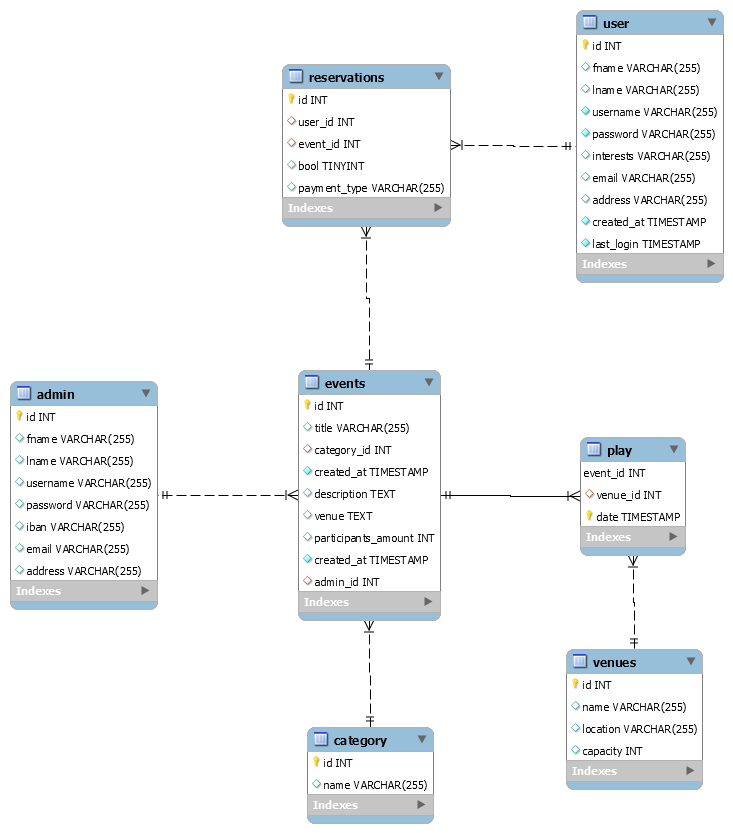 user
id INT
fname VARCHAR(255)
lname VARCHAR(255)
username VARCHAR(255)
password VARCHAR(255)
interests VARCHAR(255)
email VARCHAR(255)
address VARCHAR(255)
created_at TIMESTAMP
last_login TIMESTAMP
Indexes
reservations
id INT
user_id INT
event_id INT
bool TINYINT
payment_type VARCHAR(255)
Indexes
admin
id INT
fname VARCHAR(255)
lname VARCHAR(255)
username VARCHAR(255)
password VARCHAR(255)
iban VARCHAR(255)
email VARCHAR(255)
address VARCHAR(255)
Indexes
events
id INT
title VARCHAR(255)
category_id INT
created_at TIMESTAMP
description TEXT
venue TEXT
participants_amount INT
created_at TIMESTAMP
admin_id INT
Indexes
play
event_id INT
venue_id INT
date TIMESTAMP
Indexes
venues
id INT
name VARCHAR(255)
location VARCHAR(255)
capacity INT
Indexes
category
id INT
name VARCHAR(255)
Indexes